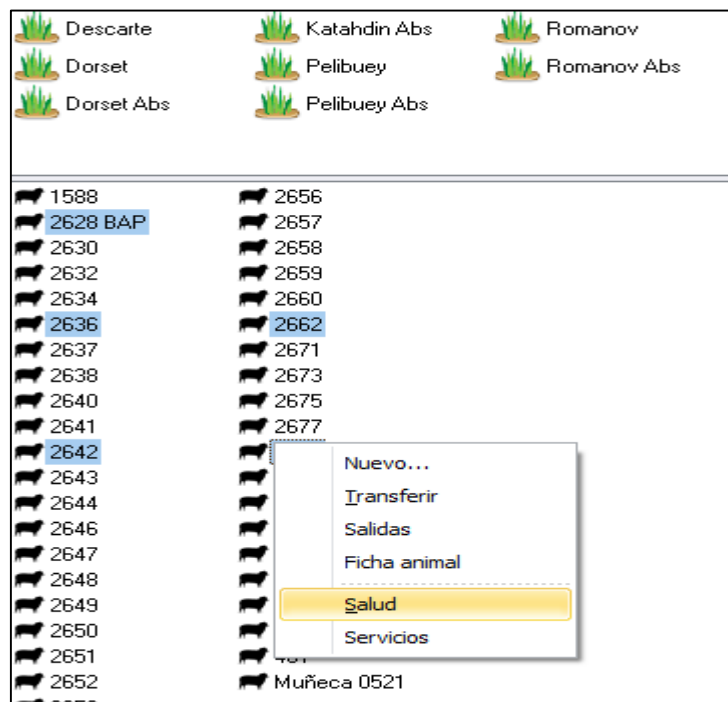 Descarte
Katahdin Abs
Romanov
Dorset
Pelibuey
Romanov Abs
Dorset Abs
Pelibuey Abs
1588
2628 BAP
2630
2632
2634
2636
2637
2638
2640
2641
2642
2643
2644
2646
2647
2648
2649
2650
2651
2652
2656
2657
2658
2659
2660
2662
2671
2673
2675
2677
Nuevo...
Transferir
Salidas
Ficha animal
Salud
Servicios
Muñeca 0521